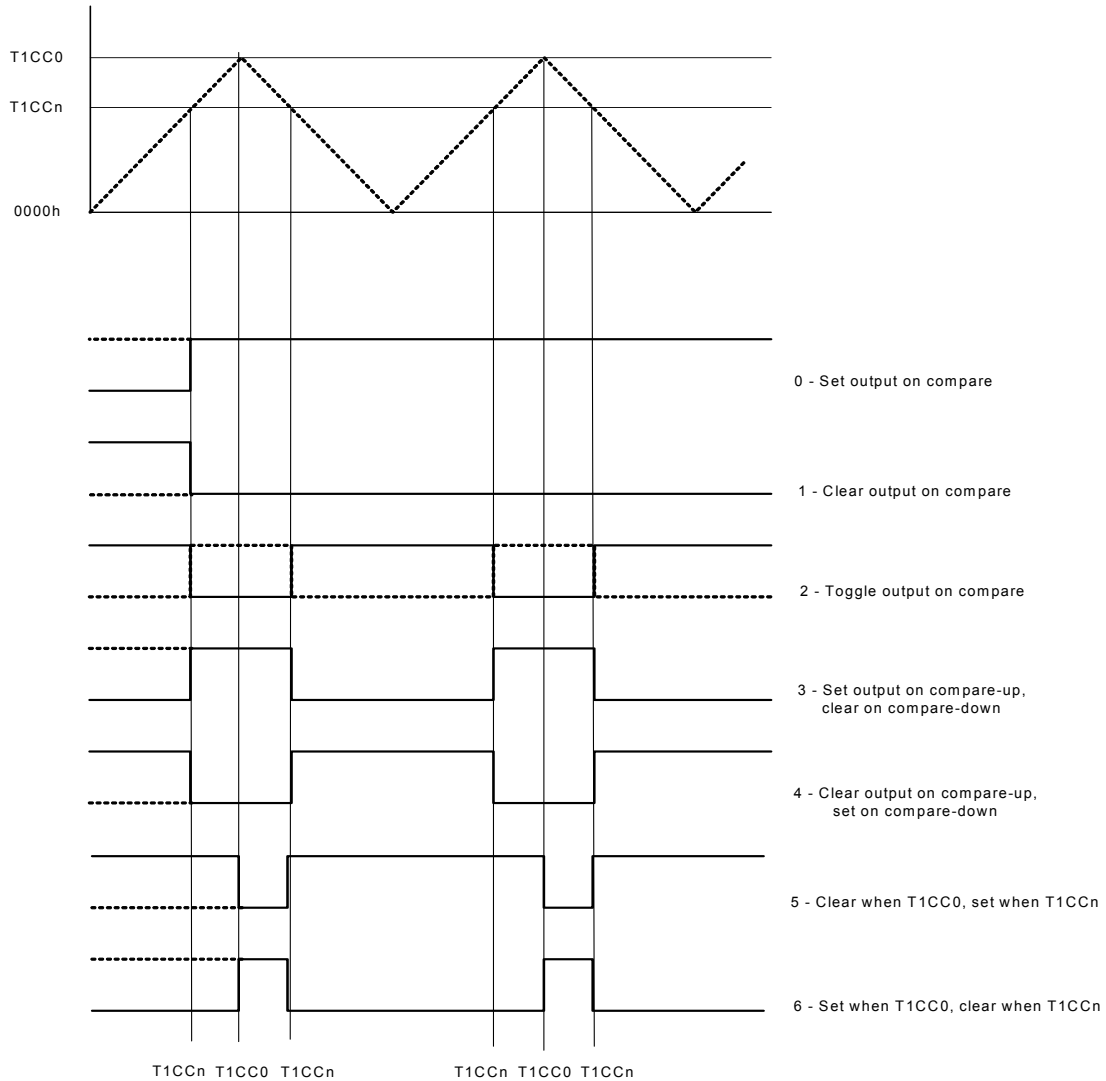 T1CC0
T1CCn
0000h
0 - Set output on compare
1 - Clear output on compare
2 - Toggle output on compare
3 - Set output on compare-up,
clear on compare-down
4 - Clear output on compare-up,
set on compare-down
5 - Clear when T1CC0, set when T1CCn
6 - Set when T1CC0, clear when T1CCn
T1CCn T1CC0 T1CCn T1CCn T1CC0 T1CCn